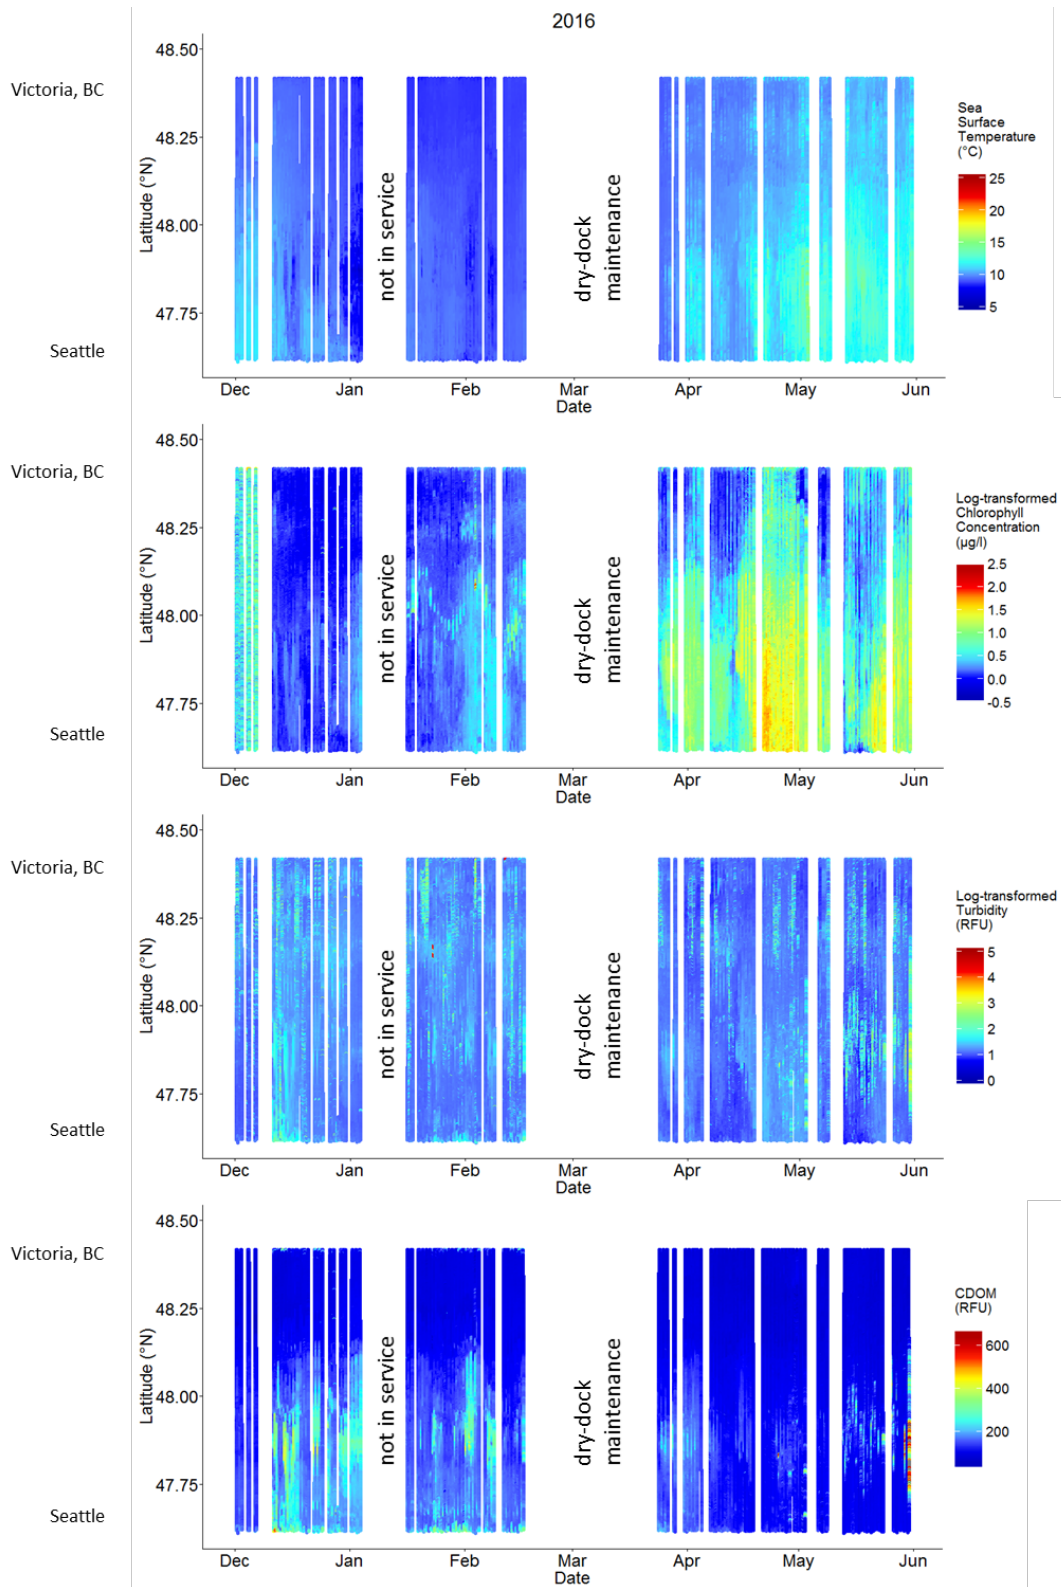 2016
48.50
Victoria, BC
48.25
48.00
47.75
Seattle
Latitude (°N)
not in service
dry-dock
maintenance
Sea
Surface
Temperature
(°C)
25
20
15
10
5
Dec Jan Feb Mar Apr May Jun
Date
48.50
Victoria, BC
48.25
48.00
47.75
Seattle
Latitude (°N)
not in service
dry-dock
maintenance
Log-transformed
Chlorophyll
Concentration
(µg/l)
2.5
2.0
1.5
1.0
0.5
0.0
-0.5
Dec Jan Feb Mar Apr May Jun
Date
48.50
Victoria, BC
48.25
48.00
47.75
Seattle
Latitude (°N)
not in service
dry-dock
maintenance
Log-transformed
Turbidity
(RFU)
5
4
3
2
1
0
Dec Jan Feb Mar Apr May Jun
Date
48.50
Victoria, BC
48.25
48.00
47.75
Seattle
Latitude (°N)
not in service
dry-dock
maintenance
CDOM
(RFU)
600
400
200
Dec Jan Feb Mar Apr May Jun
Date